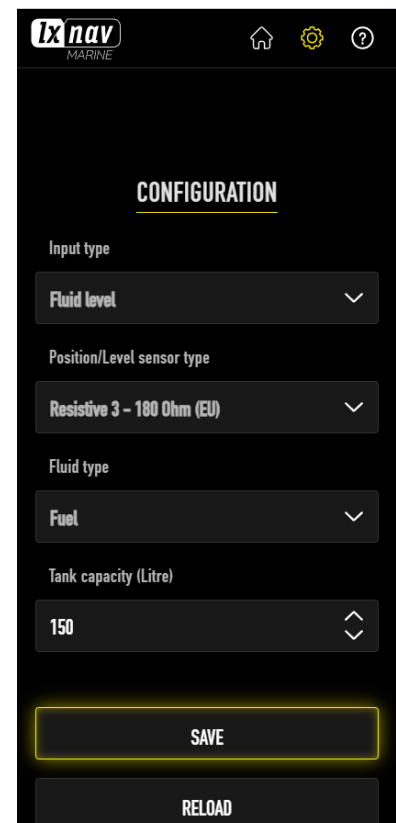 lx nav
MARINE
CONFIGURATION
Input type
Fluid level
Position/Level sensor type
Resistive 3 – 180 Ohm (EU)
Fluid type
Fuel
Tank capacity (Litre)
150
SAVE
RELOAD